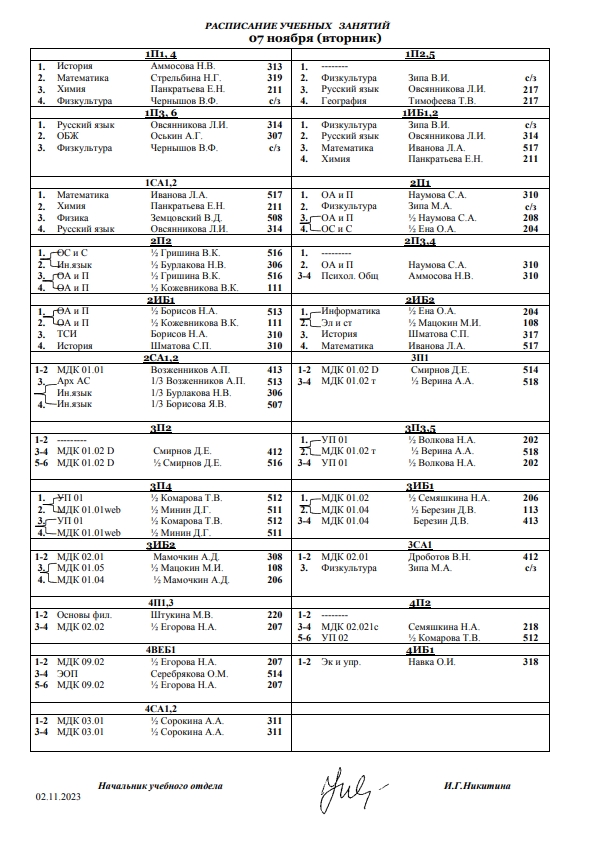 РАСПИСАНИЕ УЧЕБНЫХ ЗАНЯТИЙ
07 ноября (вторник)
1П1, 4
1. История Аммосова Н.В. 313
2. Математика Стрельбина Н.Г. 319
3. Химия Панкратьева Е.Н. 211
4. Физкультура Чернышов В.Ф. с/з
1П2,5
1. --------
2. Физкультура Зипа В.И. с/з
3. Русский язык Овсянникова Л.И. 217
4. География Тимофеева Т.В. 217
1П3, 6
1. Русский язык Овсянникова Л.И. 314
2. ОБЖ Оськин А.Г. 307
3. Физкультура Чернышов В.Ф. с/з
1ИБ1,2
1. Физкультура Зипа В.И. с/з
2. Русский язык Овсянникова Л.И. 314
3. Математика Иванова Л.А. 517
4. Химия Панкратьева Е.Н. 211
1СА1,2
1. Математика Иванова Л.А. 517
2. Химия Панкратьева Е.Н. 211
3. Физика Земцовский В.Д. 508
4. Русский язык Овсянникова Л.И. 314
2П1
1. ОА и П Наумова С.А. 310
2. Физкультура Зипа М.А. с/з
3. ОА и П ½ Наумова С.А. 208
4. ОС и С ½ Ена О.А. 204
2П2
1. ОС и С ½ Гришина В.К. 516
2. Ин.язык ½ Бурлакова Н.В. 306
3. ОА и П ½ Гришина В.К. 516
4. ОА и П ½ Кожевникова В.К. 111
2П3,4
1. ---------
2. ОА и П Наумова С.А. 310
3-4 Психол. Общ Аммосова Н.В. 310
2ИБ1
1. ОА и П ½ Борисов Н.А. 513
2. ОА и П ½ Кожевникова В.К. 111
3. ТСИ Борисов Н.А. 310
4. История Шматова С.П. 310
2ИБ2
1. Информатика ½ Ена О.А. 204
2. Эл и ст ½ Мацокин М.И. 108
3. История Шматова С.П. 317
4. Математика Иванова Л.А. 517
2СА1,2
1-2 МДК 01.01 Возженников А.П. 413
3. Арх АС 1/3 Возженников А.П. 513
Ин.язык 1/3 Бурлакова Н.В. 306
4. Ин.язык 1/3 Борисова Я.В. 507
3П1
1-2 МДК 01.02 D Смирнов Д.Е. 514
3-4 МДК 01.02 т ½ Верина А.А. 518
3П2
1-2 ---------
3-4 МДК 01.02 D Смирнов Д.Е. 412
5-6 МДК 01.02 D ½ Смирнов Д.Е. 516
3П3,5
1. УП 01 ½ Волкова Н.А. 202
2. МДК 01.02 т ½ Верина А.А. 518
3-4 УП 01 ½ Волкова Н.А. 202
3П4
1. УП 01 ½ Комарова Т.В. 512
2. МДК 01.01web ½ Минин Д.Г. 511
3. УП 01 ½ Комарова Т.В. 512
4. МДК 01.01web ½ Минин Д.Г. 511
3ИБ1
1. МДК 01.02 ½ Семяшкина Н.А. 206
2. МДК 01.04 ½ Березин Д.В. 113
3-4 МДК 01.04 Березин Д.В. 413
3ИБ2
1-2 МДК 02.01 Мамочкин А.Д. 308
3. МДК 01.05 ½ Мацокин М.И. 108
4. МДК 01.04 ½ Мамочкин А.Д. 206
3СА1
1-2 МДК 02.01 Дроботов В.Н. 412
3. Физкультура Зипа М.А. с/з
4П1,3
1-2 Основы фил. Штукина М.В. 220
3-4 МДК 02.02 ½ Егорова Н.А. 207
4П2
1-2 --------
3-4 МДК 02.021с Семяшкина Н.А. 218
5-6 УП 02 ½ Комарова Т.В. 512
4ВЕБ1
1-2 МДК 09.02 ½ Егорова Н.А. 207
3-4 ЭОП Серебрякова О.М. 514
5-6 МДК 09.02 ½ Егорова Н.А. 207
4ИБ1
1-2 Эк и упр. Навка О.И. 318
4СА1,2
1-2 МДК 03.01 ½ Сорокина А.А. 311
3-4 МДК 03.01 ½ Сорокина А.А. 311
Начальник учебного отдела И.Г.Никитина
02.11.2023